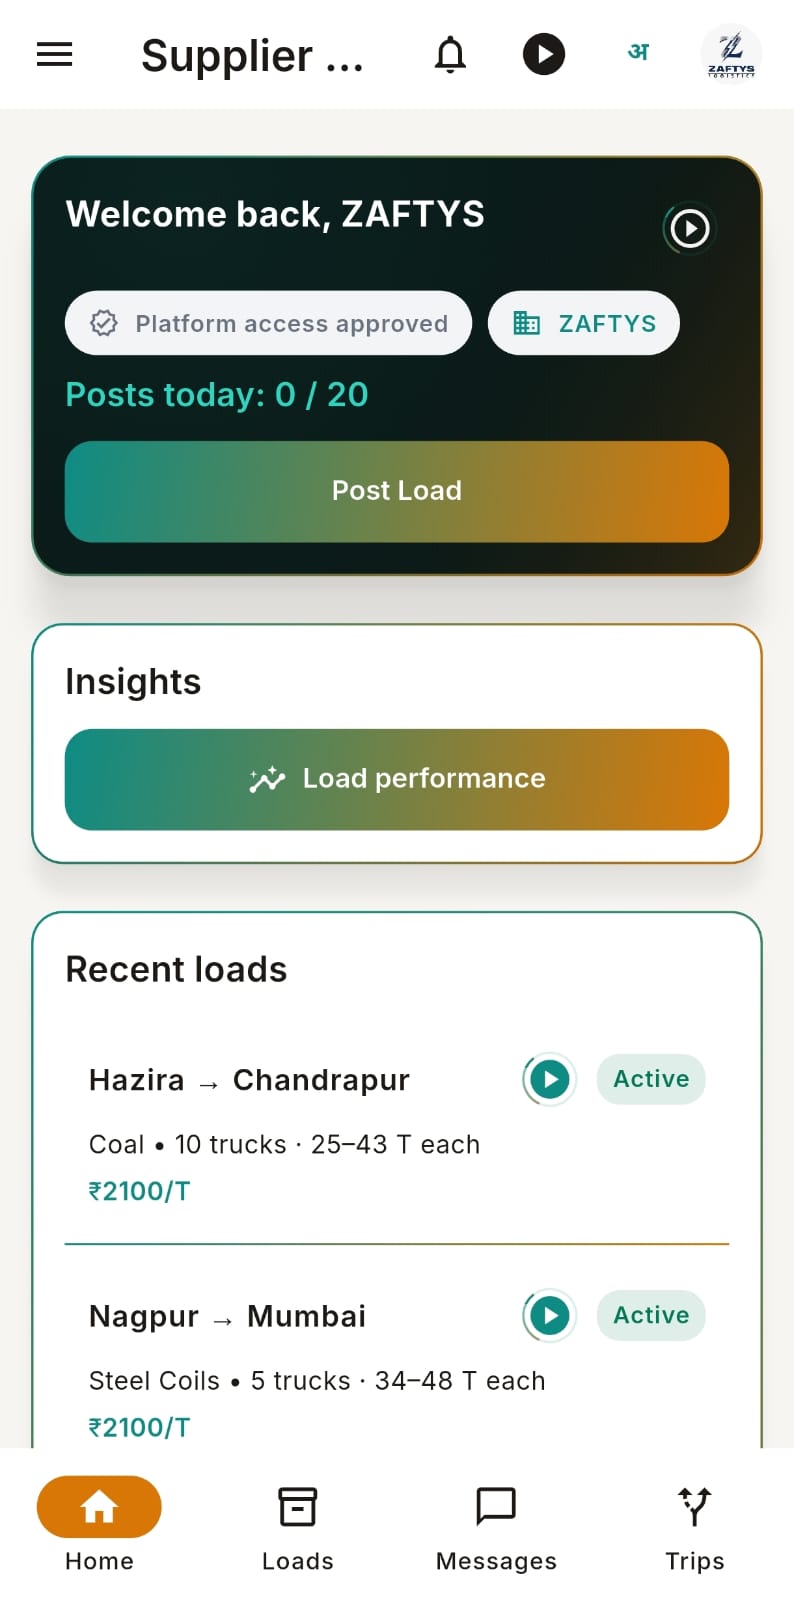 Supplier ...
अ
ZAFTYS
LOGISTICS
Welcome back, ZAFTYS
Platform access approved
ZAFTYS
Posts today: 0 / 20
Post Load
Insights
Load performance
Recent loads
Hazira → Chandrapur
Active
Coal • 10 trucks · 25–43 T each
₹2100/T
Nagpur → Mumbai
Active
Steel Coils • 5 trucks · 34–48 T each
₹2100/T
Home
Loads
Messages
Trips